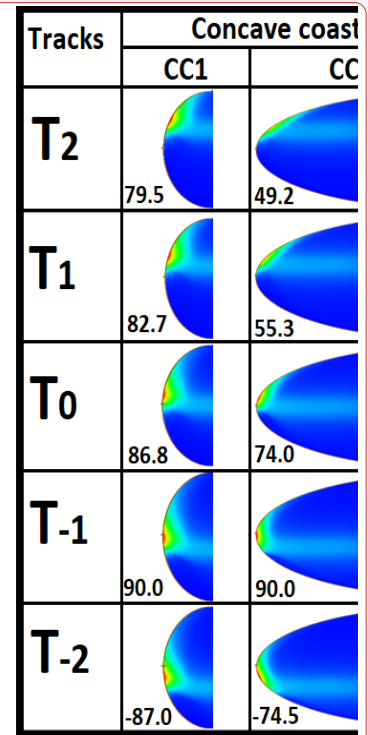 Tracks
Concave coast
CC1
CC
T2
79.5
49.2
T1
82.7
55.3
T0
86.8
74.0
T-1
90.0
90.0
T-2
-87.0
-74.5